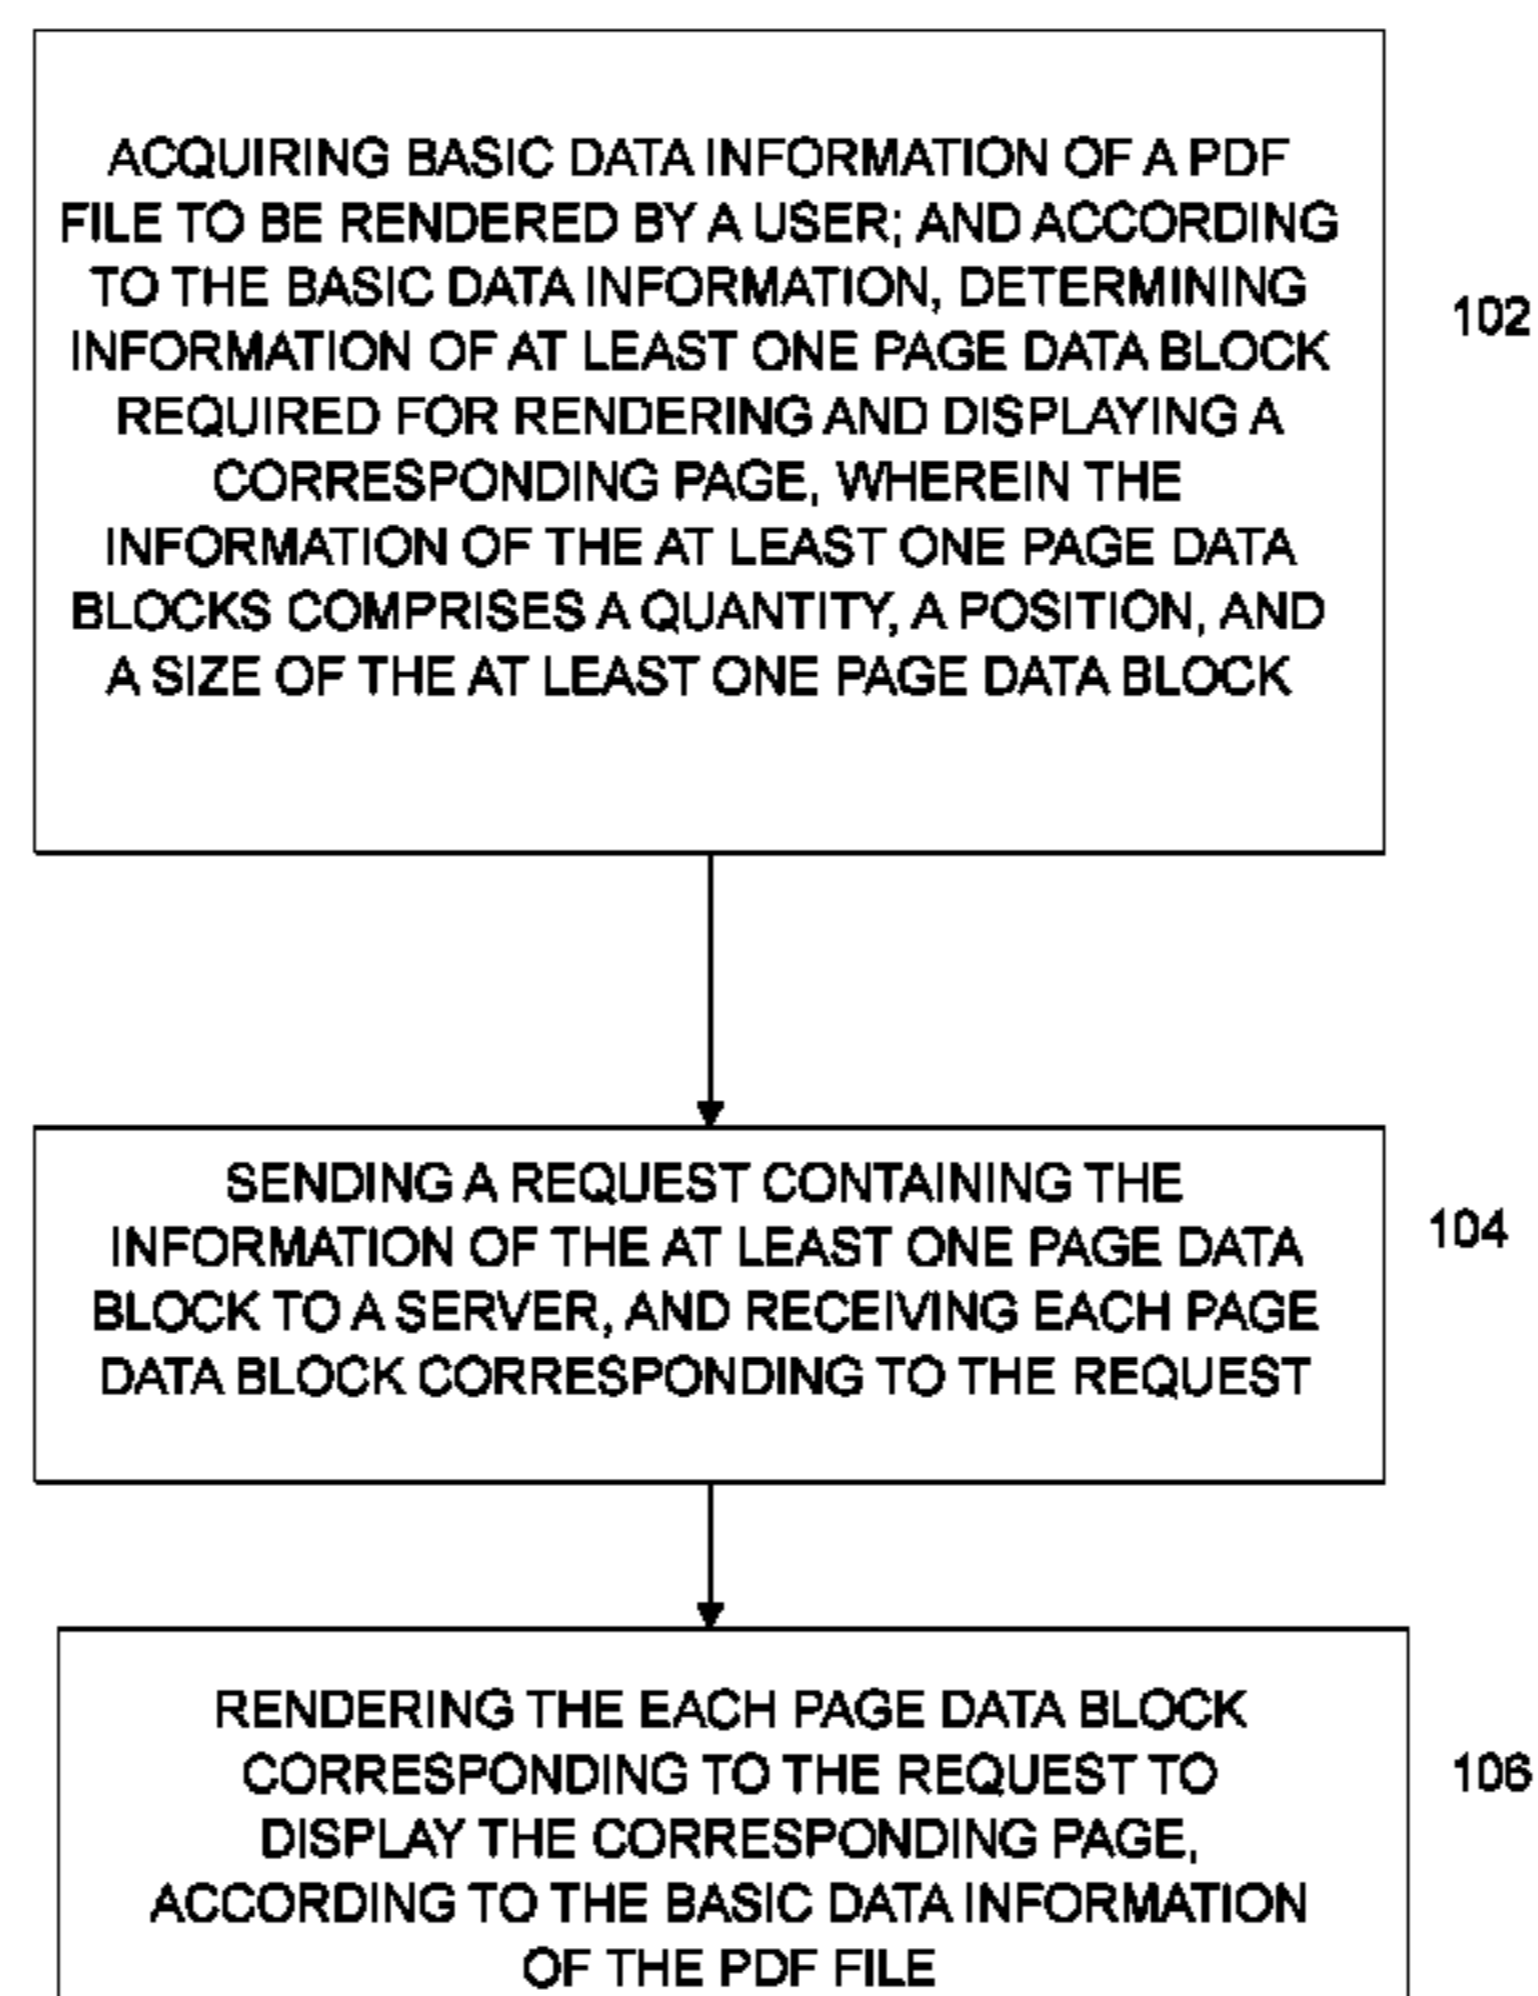 ACQUIRING BASIC DATA INFORMATION OF A PDF
FILE TO BE RENDERED BY A USER; AND ACCORDING
TO THE BASIC DATA INFORMATION, DETERMINING
INFORMATION OF AT LEAST ONE PAGE DATA BLOCK
REQUIRED FOR RENDERING AND DISPLAYING A
CORRESPONDING PAGE, WHEREIN THE
INFORMATION OF THE AT LEAST ONE PAGE DATA
BLOCKS COMPRISES A QUANTITY, A POSITION, AND
A SIZE OF THE AT LEAST ONE PAGE DATA BLOCK
102
SENDING A REQUEST CONTAINING THE
INFORMATION OF THE AT LEAST ONE PAGE DATA
BLOCK TO A SERVER, AND RECEIVING EACH PAGE
DATA BLOCK CORRESPONDING TO THE REQUEST
104
RENDERING THE EACH PAGE DATA BLOCK
CORRESPONDING TO THE REQUEST TO
DISPLAY THE CORRESPONDING PAGE,
ACCORDING TO THE BASIC DATA INFORMATION
OF THE PDF FILE
106